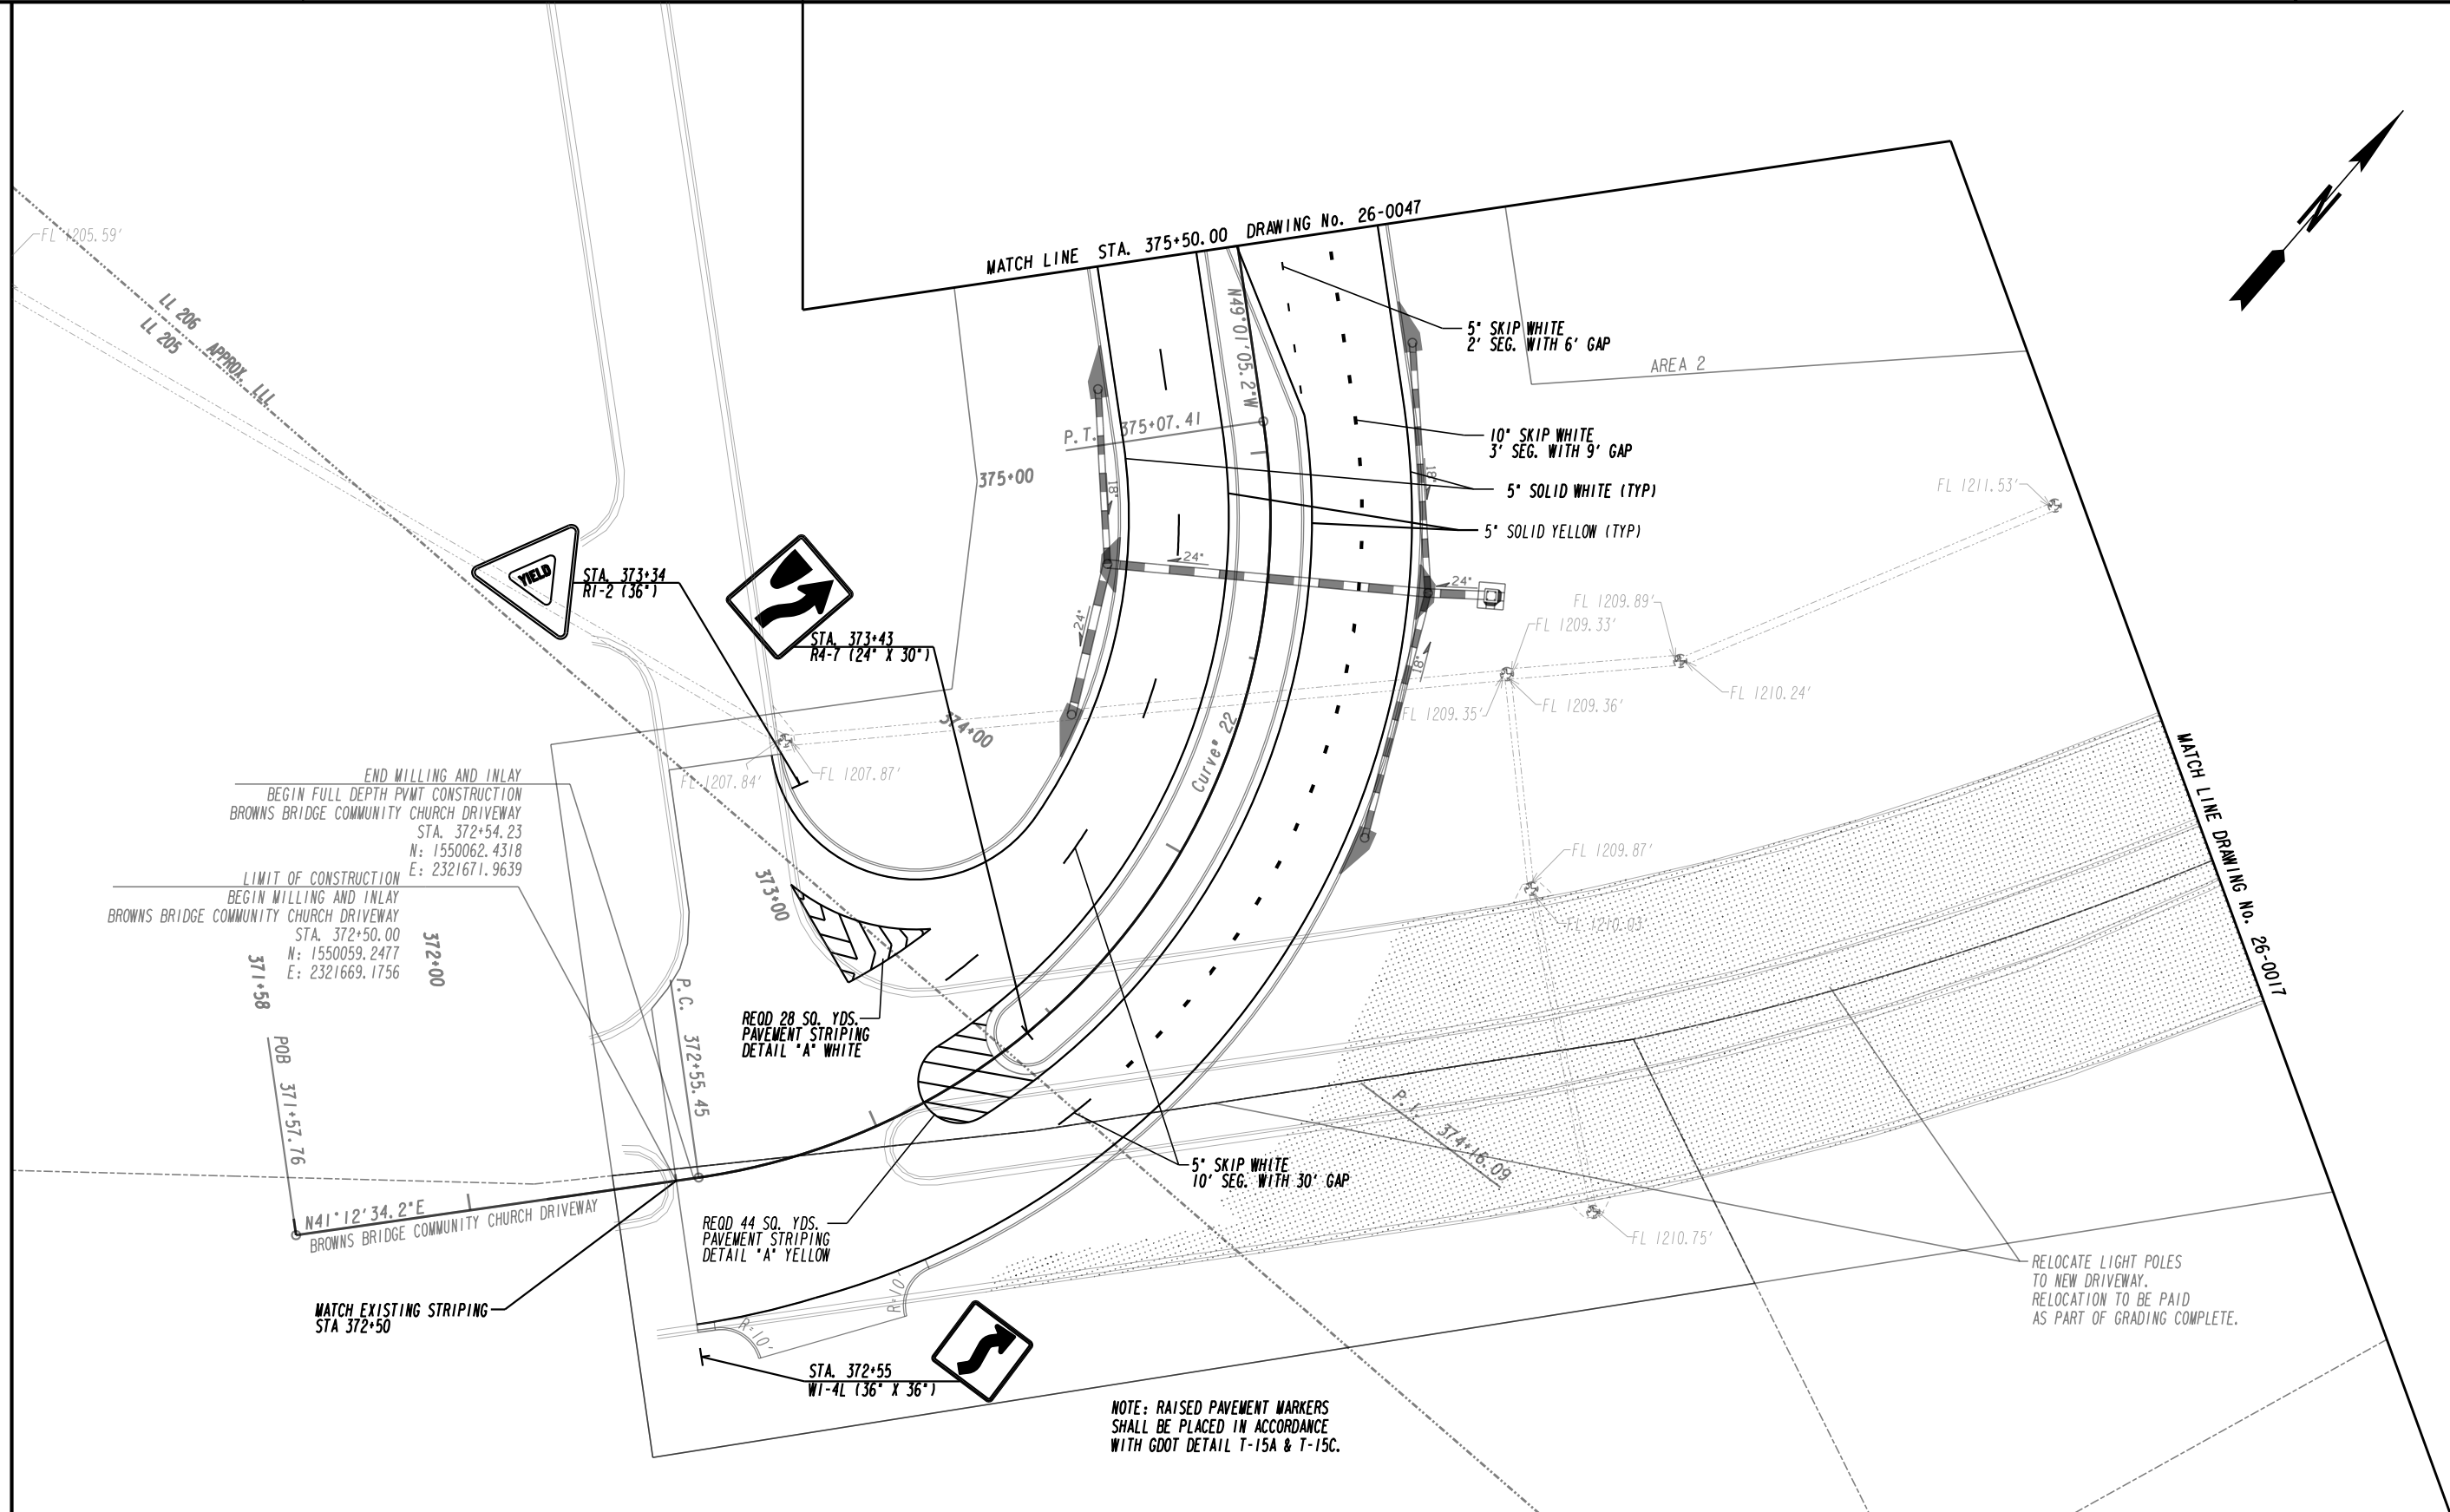 MATCH LINE STA. 375+50.00 DRAWING No. 26-0047
N
FL 1205.59'
LL 206
LL 205
APPROX. LLL
N49°01'05.2"W
5" SKIP WHITE
2' SEG. WITH 6' GAP
AREA 2
P.T. 375+07.41
10" SKIP WHITE
3' SEG. WITH 9' GAP
375+00
18"
18"
5" SOLID WHITE (TYP)
FL 1211.53'
5" SOLID YELLOW (TYP)
24"
24"
YIELD
STA. 373+34
R1-2 (36")
STA. 373+43
R4-7 (24" X 30")
24"
18"
FL 1209.89'
FL 1209.33'
FL 1210.24'
FL 1209.35'
FL 1209.36'
374+00
Curve# 22
FL 1207.84'
FL 1207.87'
END MILLING AND INLAY
BEGIN FULL DEPTH PVMT CONSTRUCTION
BROWNS BRIDGE COMMUNITY CHURCH DRIVEWAY
STA. 372+54.23
N: 1550062.4318
E: 2321671.9639
LIMIT OF CONSTRUCTION
BEGIN MILLING AND INLAY
BROWNS BRIDGE COMMUNITY CHURCH DRIVEWAY
STA. 372+50.00
N: 1550059.2477
E: 2321669.1756
373+00
372+00
371+58
FL 1209.87'
FL 1210.03'
MATCH LINE DRAWING No. 26-0017
P.C. 372+55.45
POB 371+57.76
REQD 28 SQ. YDS.
PAVEMENT STRIPING
DETAIL "A" WHITE
P.I. 374+16.09
5" SKIP WHITE
10' SEG. WITH 30' GAP
N41°12'34.2"E
BROWNS BRIDGE COMMUNITY CHURCH DRIVEWAY
REQD 44 SQ. YDS.
PAVEMENT STRIPING
DETAIL "A" YELLOW
FL 1210.75'
RELOCATE LIGHT POLES
TO NEW DRIVEWAY.
RELOCATION TO BE PAID
AS PART OF GRADING COMPLETE.
MATCH EXISTING STRIPING
STA 372+50
R=10'
R=10'
STA. 372+55
W1-4L (36" X 36")
NOTE: RAISED PAVEMENT MARKERS
SHALL BE PLACED IN ACCORDANCE
WITH GDOT DETAIL T-15A & T-15C.